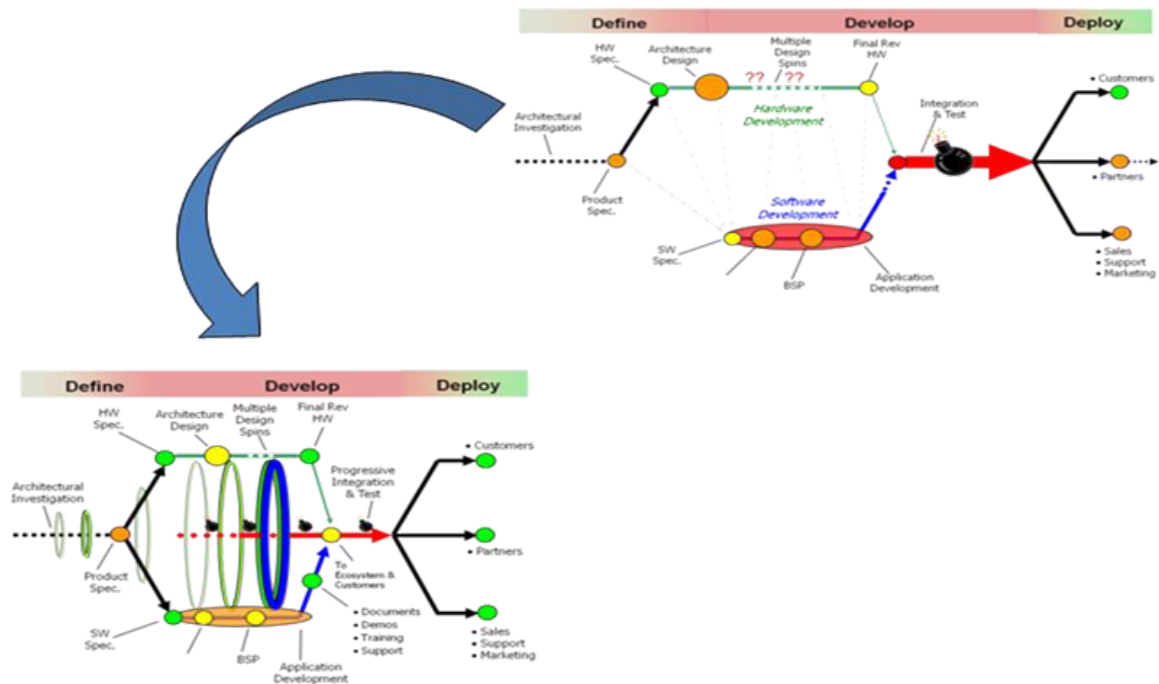 Define Develop Deploy
HW
Spec.
Architecture
Design
Multiple
Design
Spins
Final Rev
HW
?? ??
Hardware
Development
Architectural
Investigation
Integration
& Test
• Customers
• Partners
Product
Spec.
Software
Development
SW
Spec.
BSP
Application
Development
• Sales
• Support
• Marketing
Define Develop Deploy
HW
Spec.
Architecture
Design
Multiple
Design
Spins
Final Rev
HW
• Customers
Architectural
Investigation
Progressive
Integration
& Test
• Partners
Product
Spec.
To
Ecosystem &
Customers
SW
Spec.
BSP
Application
Development
• Documents
• Demos
• Training
• Support
• Sales
• Support
• Marketing